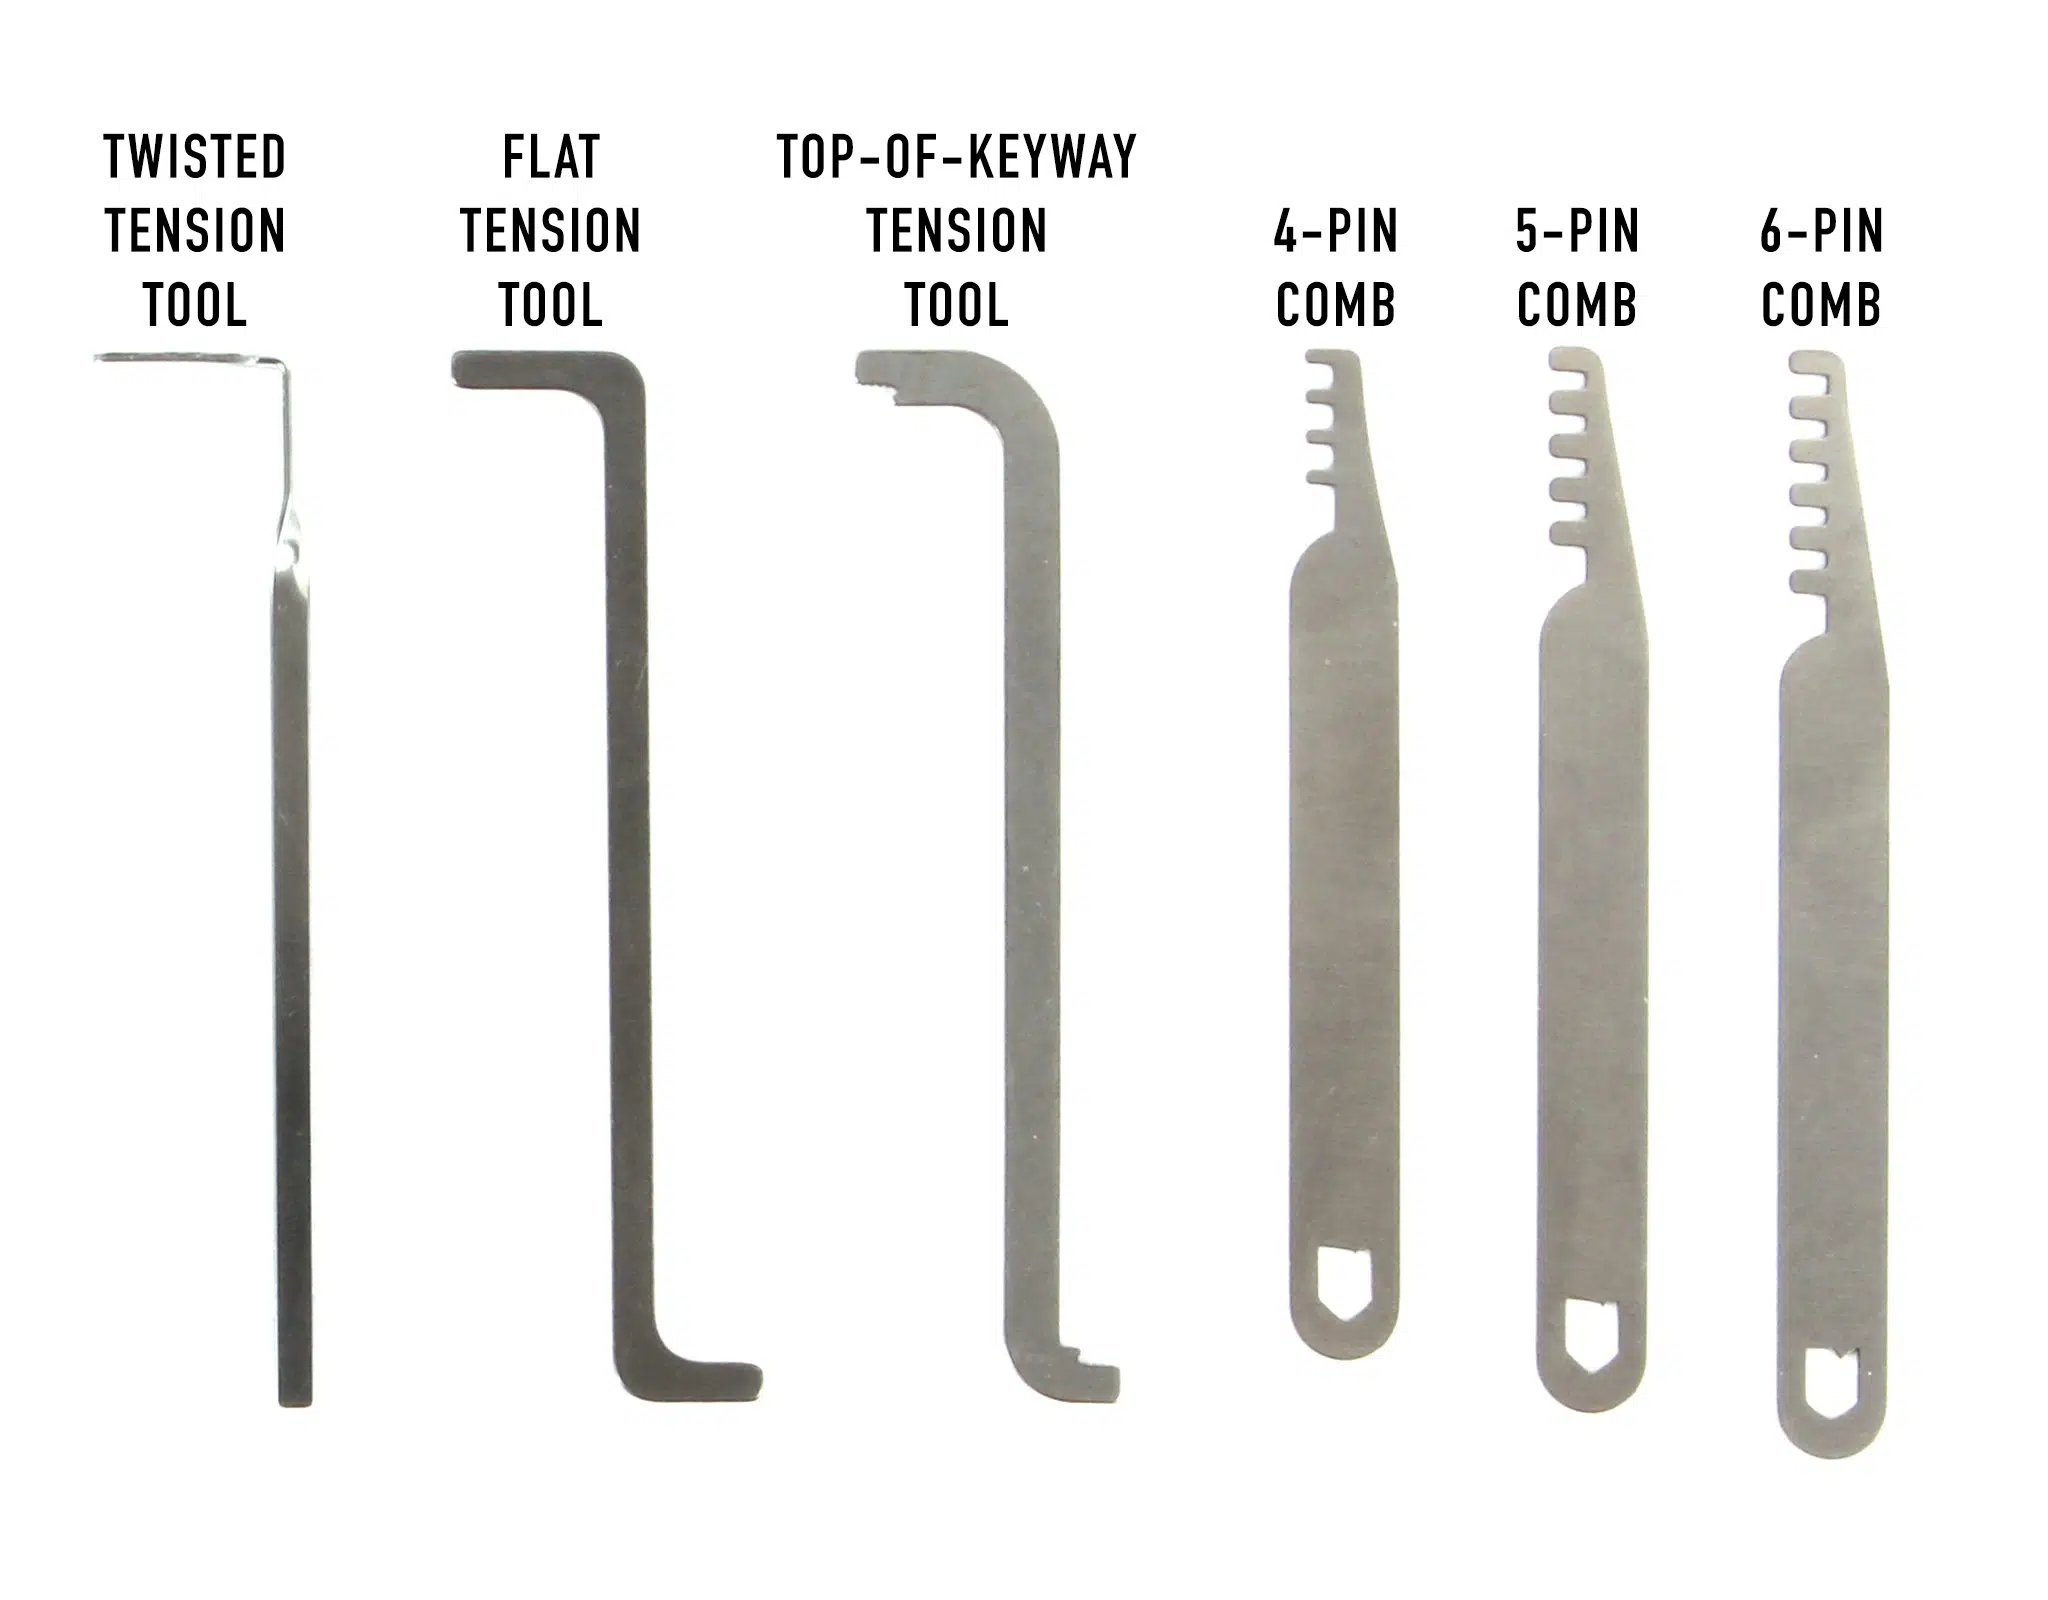 TWISTED
TENSION
TOOL
FLAT
TENSION
TOOL
TOP-OF-KEYWAY
TENSION
TOOL
4-PIN
COMB
5-PIN
COMB
6-PIN
COMB